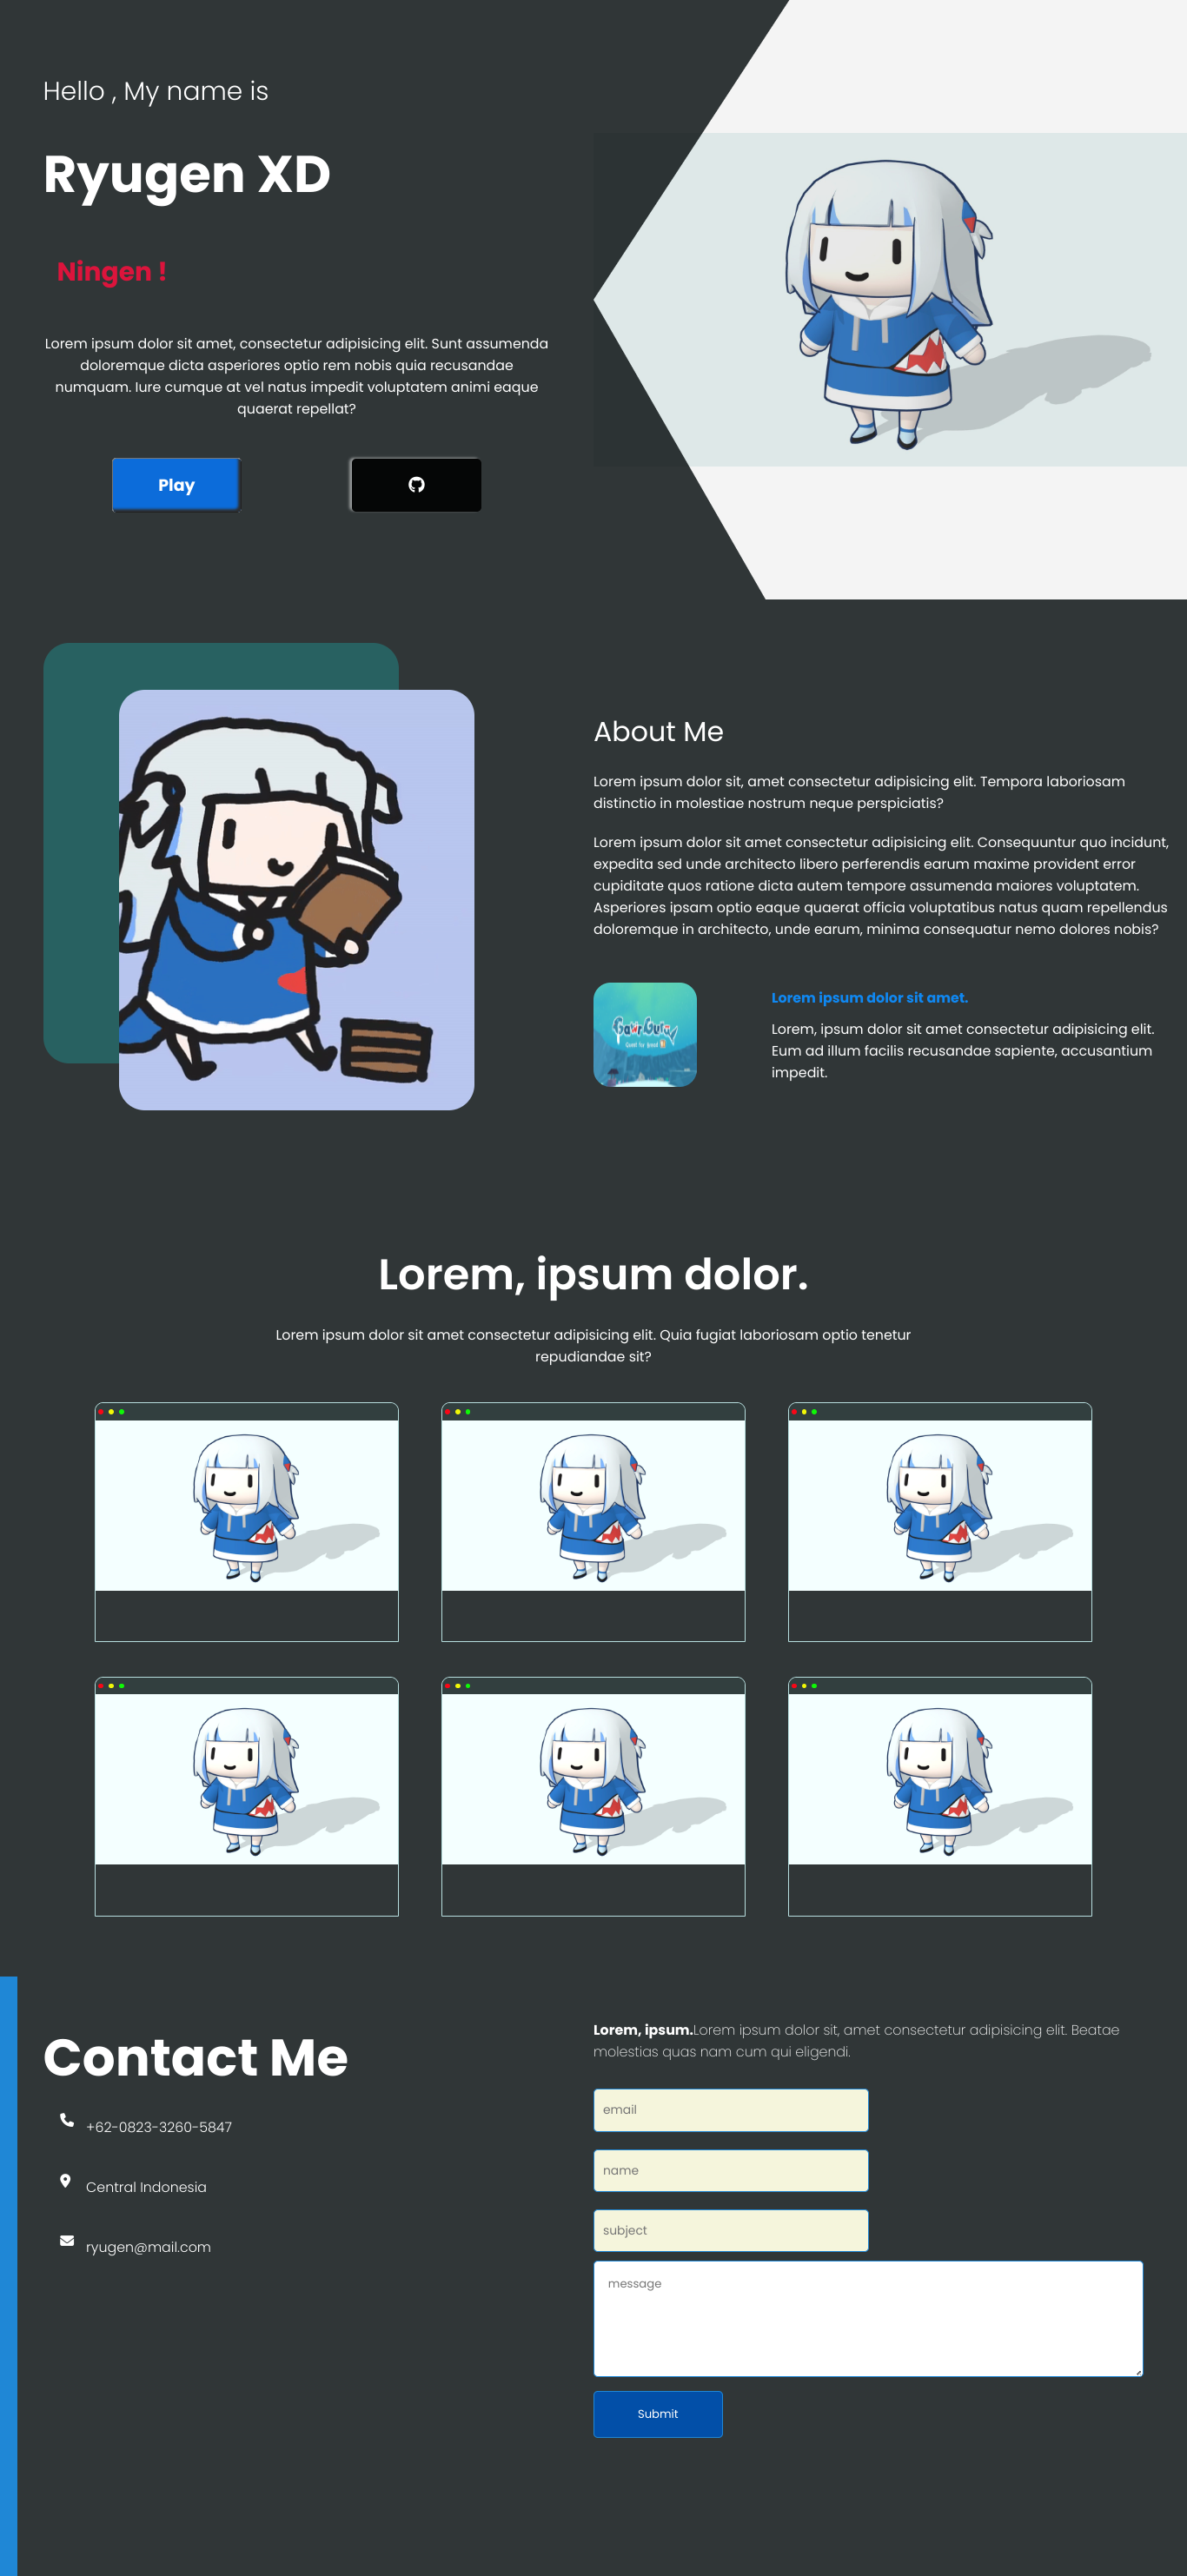 Hello , My name is
Ryugen XD
Ningen !
Lorem ipsum dolor sit amet, consectetur adipisicing elit. Sunt assumenda
doloremque dicta asperiores optio rem nobis quia recusandae
numquam. Iure cumque at vel natus impedit voluptatem animi eaque
quaerat repellat?
Play
About Me
Lorem ipsum dolor sit, amet consectetur adipisicing elit. Tempora laboriosam
distinctio in molestiae nostrum neque perspiciatis?
Lorem ipsum dolor sit amet consectetur adipisicing elit. Consequuntur quo incidunt,
expedita sed unde architecto libero perferendis earum maxime provident error
cupiditate quos ratione dicta autem tempore assumenda maiores voluptatem.
Asperiores ipsam optio eaque quaerat officia voluptatibus natus quam repellendus
doloremque in architecto, unde earum, minima consequatur nemo dolores nobis?
Gawr Gura
Lorem ipsum dolor sit amet.
Lorem, ipsum dolor sit amet consectetur adipisicing elit.
Eum ad illum facilis recusandae sapiente, accusantium
impedit.
Lorem, ipsum dolor.
Lorem ipsum dolor sit amet consectetur adipisicing elit. Quia fugiat laboriosam optio tenetur
repudiandae sit?
Contact Me
+62-0823-3260-5847
Central Indonesia
ryugen@mail.com
Lorem, ipsum.Lorem ipsum dolor sit, amet consectetur adipisicing elit. Beatae
molestias quas nam cum qui eligendi.
email
name
subject
message
Submit